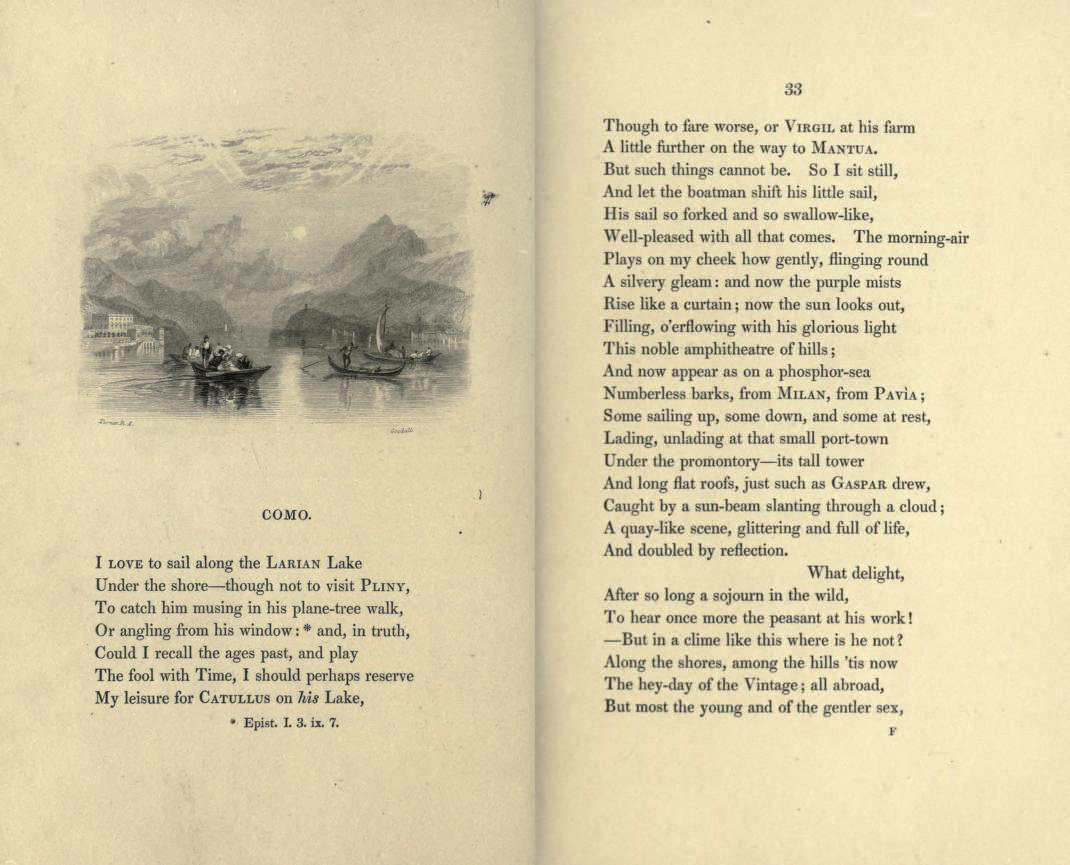 Turner R.A.
Goodall
COMO.
I LOVE to sail along the LARIAN Lake
Under the shore—though not to visit PLINY,
To catch him musing in his plane-tree walk,
Or angling from his window:* and, in truth,
Could I recall the ages past, and play
The fool with Time, I should perhaps reserve
My leisure for CATULLUS on his Lake,
* Epist. I. 3. ix. 7.
33
Though to fare worse, or VIRGIL at his farm
A little further on the way to MANTUA.
But such things cannot be. So I sit still,
And let the boatman shift his little sail,
His sail so forked and so swallow-like,
Well-pleased with all that comes. The morning-air
Plays on my cheek how gently, flinging round
A silvery gleam: and now the purple mists
Rise like a curtain; now the sun looks out,
Filling, o'erflowing with his glorious light
This noble amphitheatre of hills;
And now appear as on a phosphor-sea
Numberless barks, from MILAN, from PAVÌA;
Some sailing up, some down, and some at rest,
Lading, unlading at that small port-town
Under the promontory—its tall tower
And long flat roofs, just such as GASPAR drew,
Caught by a sun-beam slanting through a cloud;
A quay-like scene, glittering and full of life,
And doubled by reflection.
What delight,
After so long a sojourn in the wild,
To hear once more the peasant at his work!
—But in a clime like this where is he not?
Along the shores, among the hills 'tis now
The hey-day of the Vintage; all abroad,
But most the young and of the gentler sex,
F